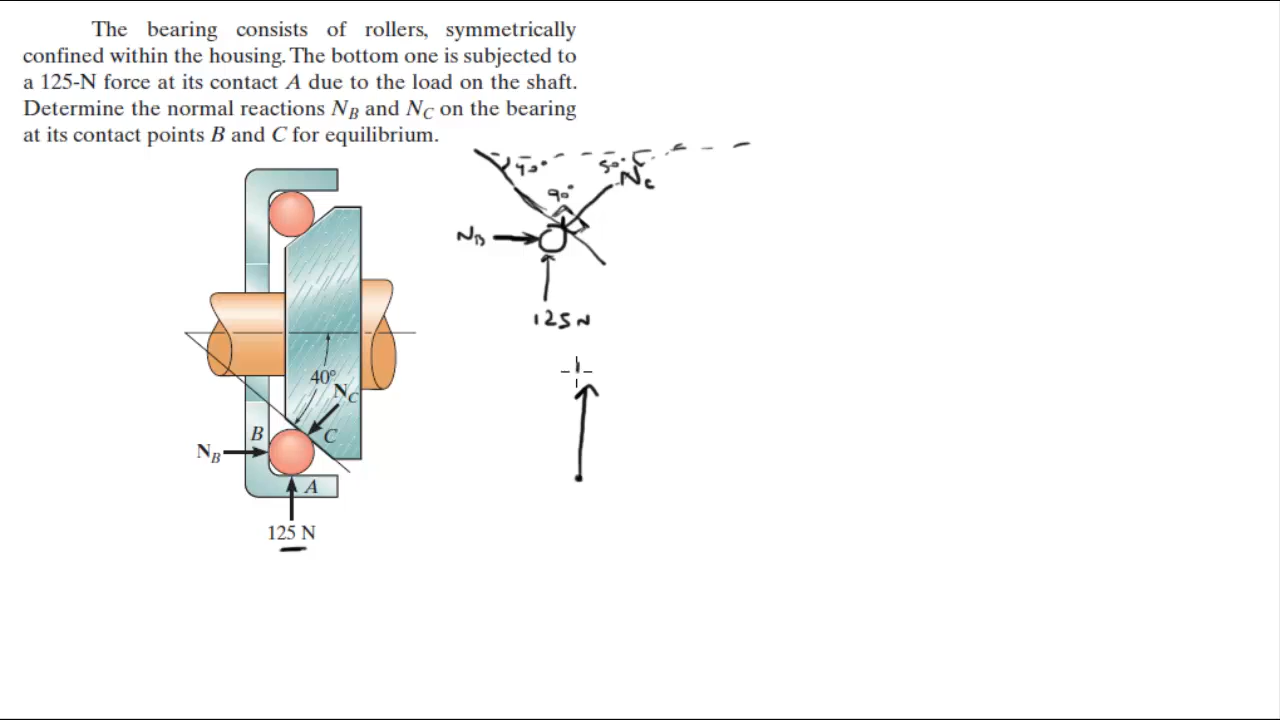 The bearing consists of rollers, symmetrically
confined within the housing. The bottom one is subjected to
a 125-N force at its contact A due to the load on the shaft.
Determine the normal reactions N_B and N_C on the bearing
at its contact points B and C for equilibrium.
40°
N_C
B
C
N_B
A
125 N
40°
50°
N_C
90°
N_B
125 N